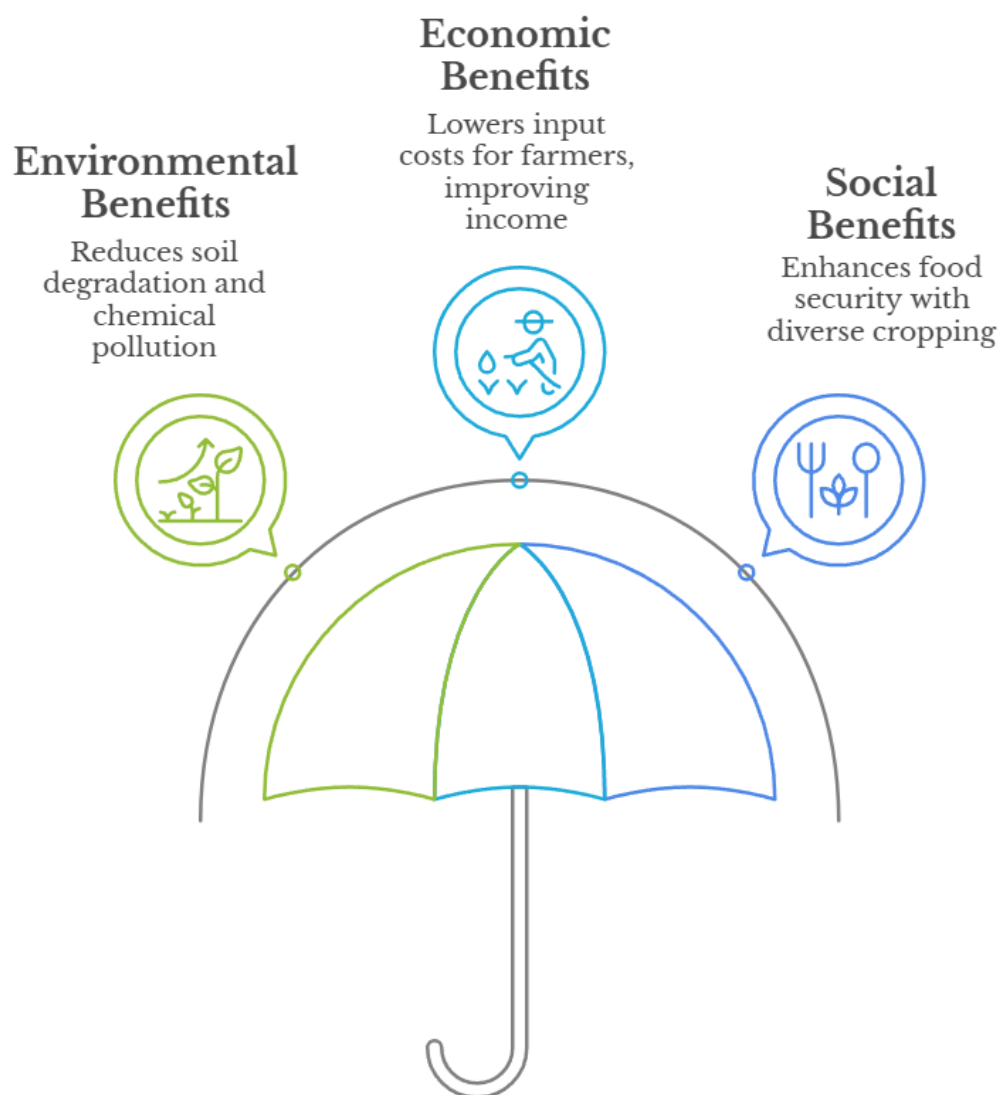 Economic
Benefits
Lowers input
costs for farmers,
improving
income
Environmental
Benefits
Reduces soil
degradation and
chemical
pollution
Social
Benefits
Enhances food
security with
diverse cropping